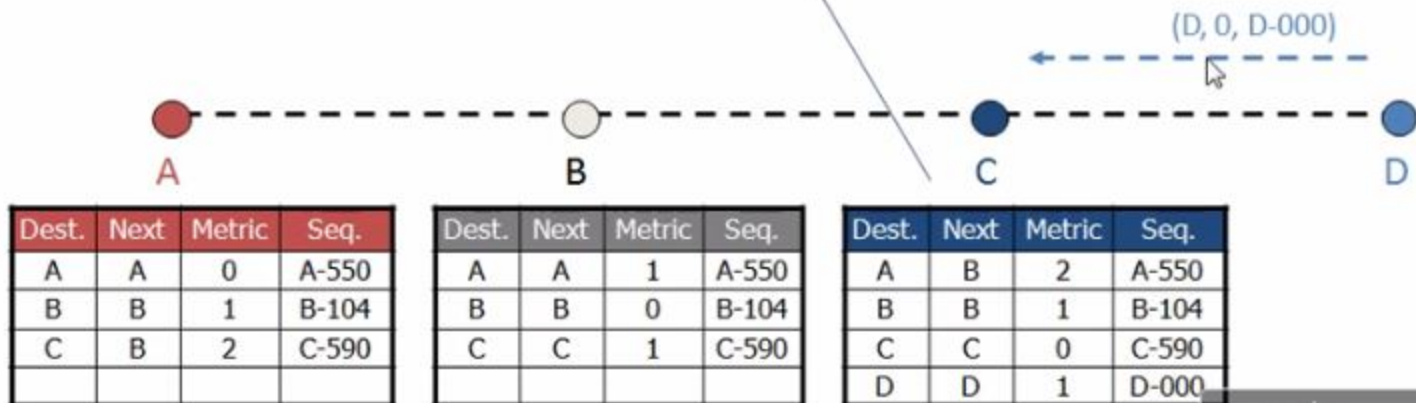 (D, 0, D-000)
A B C D
Dest. Next Metric Seq. Dest. Next Metric Seq. Dest. Next Metric Seq.
A A 0 A-550 A A 1 A-550 A B 2 A-550
B B 1 B-104 B B 0 B-104 B B 1 B-104
C B 2 C-590 C C 1 C-590 C C 0 C-590
D D 1 D-000